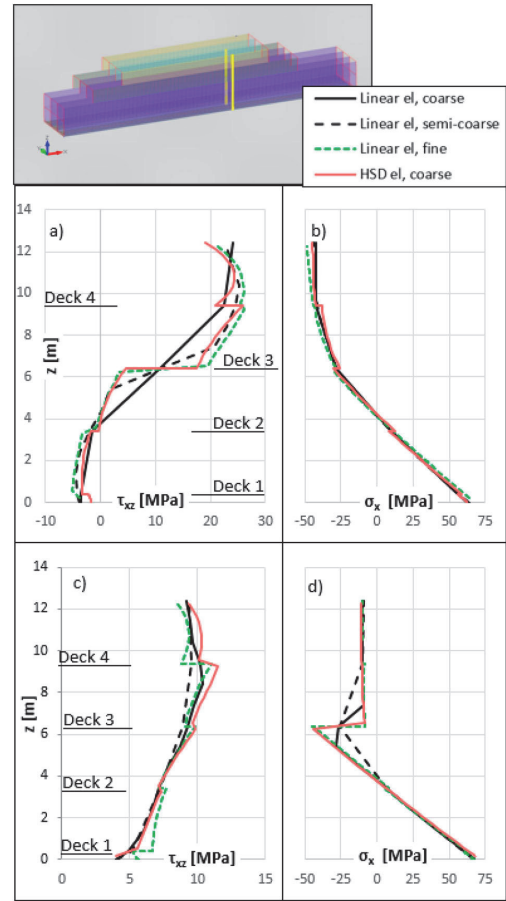 Linear el, coarse
Linear el, semi-coarse
Linear el, fine
HSD el, coarse
a)
b)
14
12
10
8
6
4
2
0
z [m]
Deck 4
Deck 3
Deck 2
Deck 1
τxz [MPa]
σx [MPa]
-10 0 10 20 30
-50 -25 0 25 50 75
c)
d)
14
12
10
8
6
4
2
0
z [m]
Deck 4
Deck 3
Deck 2
Deck 1
τxz [MPa]
σx [MPa]
0 5 10 15
-50 -25 0 25 50 75